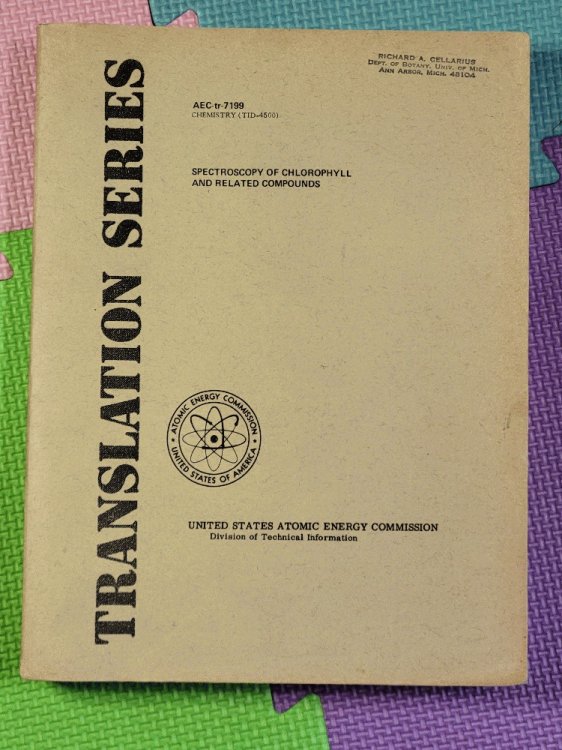 RICHARD A. CELLARIUS
DEPT. OF BOTANY, UNIV. OF MICH.
ANN ARBOR, MICH. 48104
AEC-tr-7199
CHEMISTRY (TID-4500)
SPECTROSCOPY OF CHLOROPHYLL
AND RELATED COMPOUNDS
TRANSLATION SERIES
ATOMIC ENERGY COMMISSION
UNITED STATES OF AMERICA
UNITED STATES ATOMIC ENERGY COMMISSION
Division of Technical Information